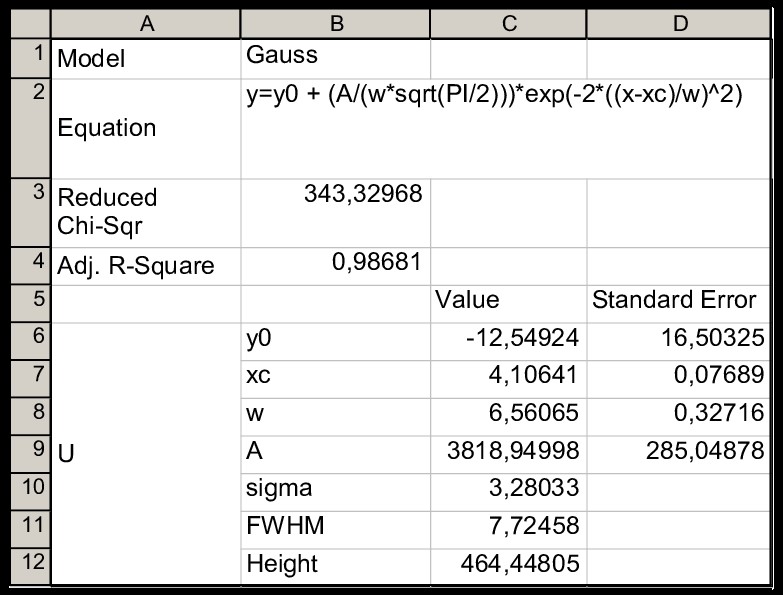 A B C D
1 Model Gauss
2 Equation y=y0 + (A/(w*sqrt(PI/2)))*exp(-2*((x-xc)/w)^2)
3 Reduced
Chi-Sqr 343,32968
4 Adj. R-Square 0,98681
5 Value Standard Error
6 y0 -12,54924 16,50325
7 xc 4,10641 0,07689
8 w 6,56065 0,32716
9 U A 3818,94998 285,04878
10 sigma 3,28033
11 FWHM 7,72458
12 Height 464,44805